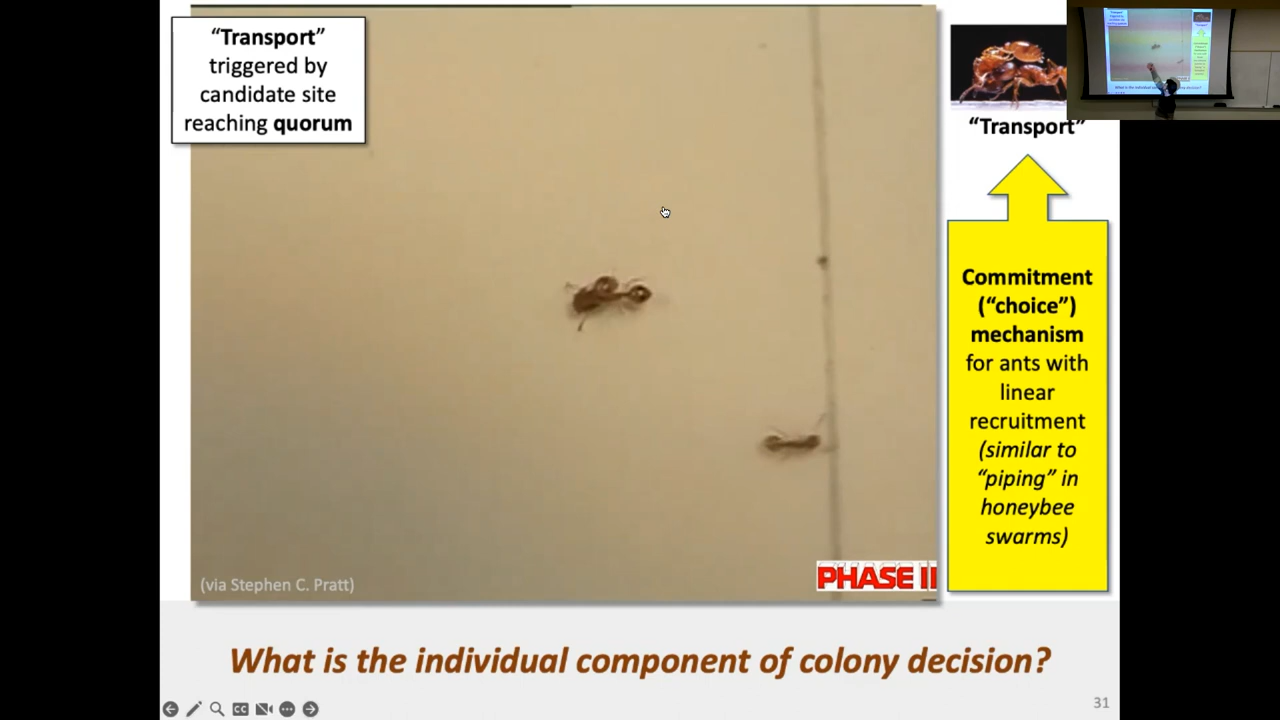 “Transport”
triggered by
candidate site
reaching quorum
“Transport”
Commitment
(“choice”)
mechanism
for ants with
linear
recruitment
(similar to
“piping” in
honeybee
swarms)
(via Stephen C. Pratt)
PHASE II
What is the individual component of colony decision?
31
CC